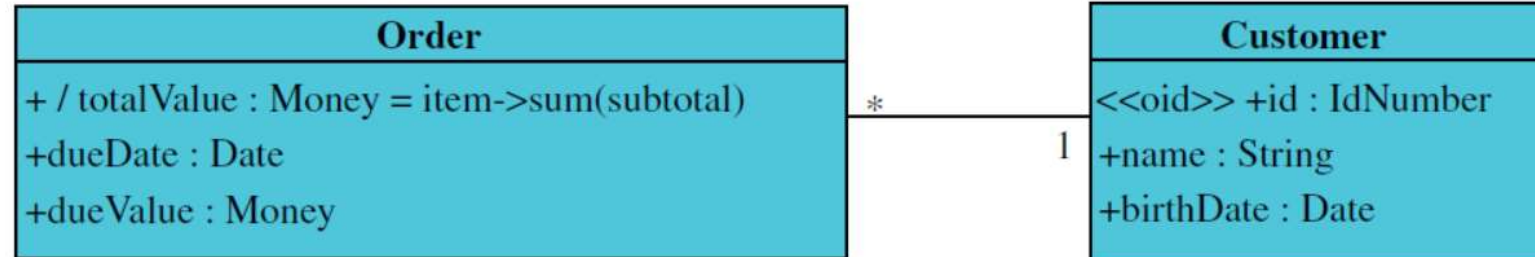 Order
+ / totalValue : Money = item->sum(subtotal)
+dueDate : Date
+dueValue : Money
*
1
Customer
<<oid>> +id : IdNumber
+name : String
+birthDate : Date